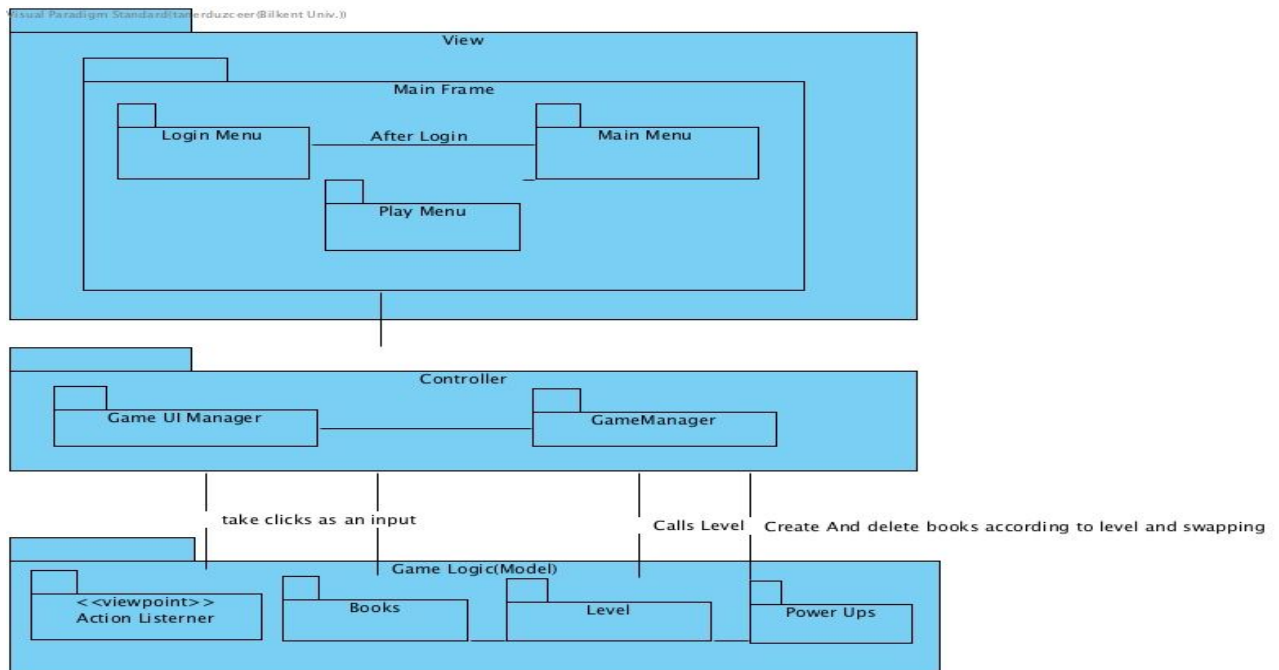 Visual Paradigm Standard(tanerduzceer(Bilkent Univ.))
View
Main Frame
Login Menu
After Login
Main Menu
Play Menu
Controller
Game UI Manager
GameManager
take clicks as an input
Calls Level
Create And delete books according to level and swapping
Game Logic(Model)
<<viewpoint>>
Action Listerner
Books
Level
Power Ups